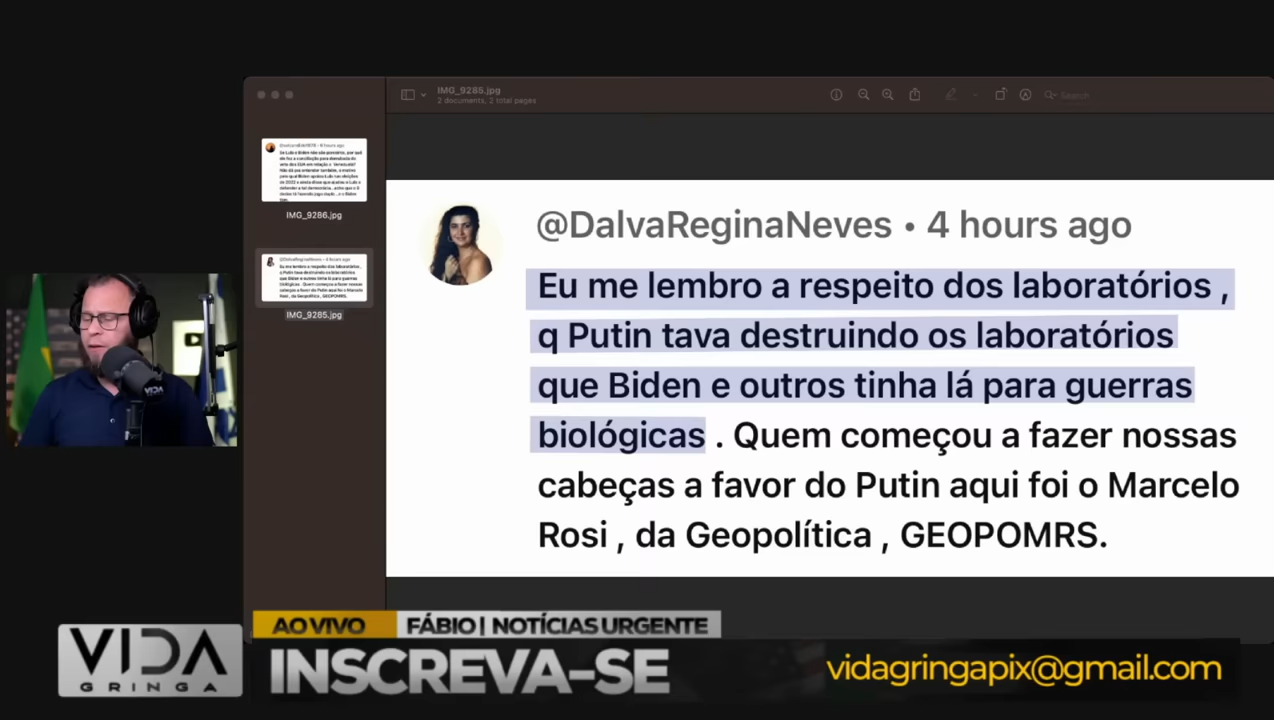 IMG_9285.jpg
2 documents, 2 total pages
Search
IMG_9286.jpg
IMG_9285.jpg
@DalvaReginaNeves • 4 hours ago
Eu me lembro a respeito dos laboratórios ,
q Putin tava destruindo os laboratórios
que Biden e outros tinha lá para guerras
biológicas . Quem começou a fazer nossas
cabeças a favor do Putin aqui foi o Marcelo
Rosi , da Geopolítica , GEOPOMRS.
VIDA
AO VIVO FÁBIO | NOTÍCIAS URGENTE
VIDA
GRINGA
INSCREVA-SE
vidagringapix@gmail.com